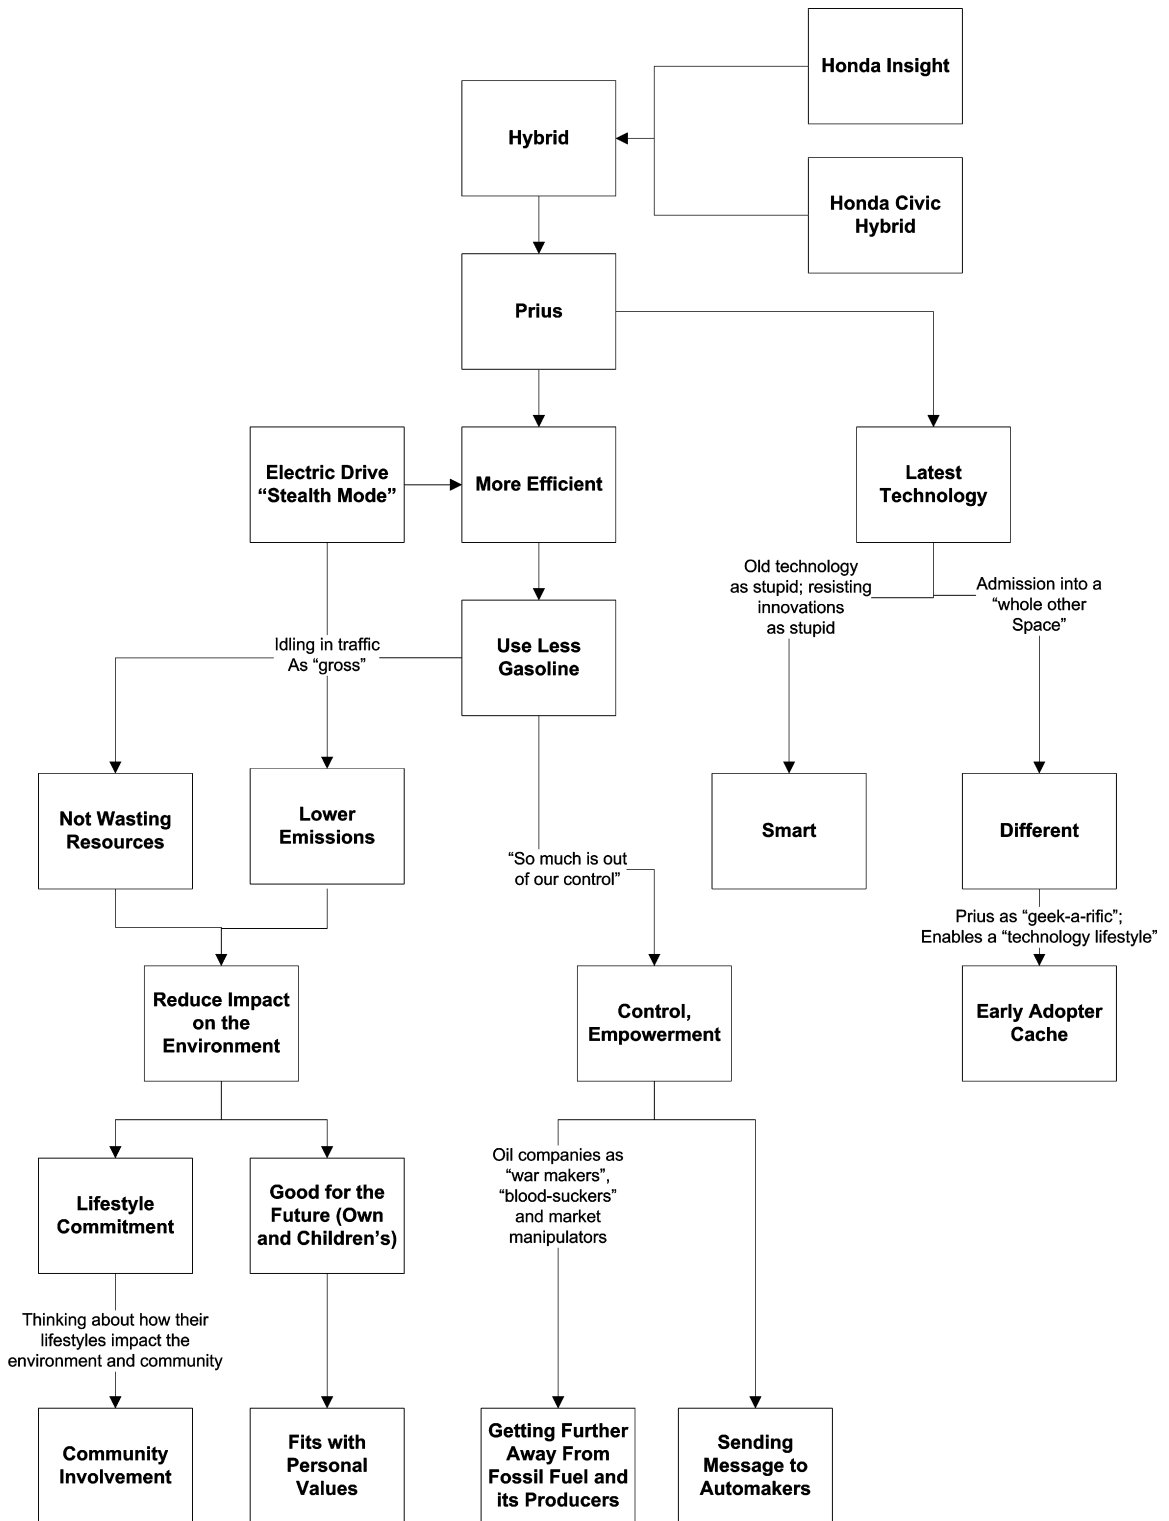 Honda Insight
Hybrid
Honda Civic
Hybrid
Prius
Electric Drive
“Stealth Mode”
More Efficient
Latest
Technology
Old technology
as stupid; resisting
innovations
as stupid
Admission into a
“whole other
Space”
Idling in traffic
As “gross”
Use Less
Gasoline
Not Wasting
Resources
Lower
Emissions
Smart
Different
“So much is out
of our control”
Prius as “geek-a-rific”;
Enables a “technology lifestyle”
Reduce Impact
on the
Environment
Control,
Empowerment
Early Adopter
Cache
Lifestyle
Commitment
Good for the
Future (Own
and Children’s)
Oil companies as
“war makers”,
“blood-suckers”
and market
manipulators
Thinking about how their
lifestyles impact the
environment and community
Community
Involvement
Fits with
Personal
Values
Getting Further
Away From
Fossil Fuel and
its Producers
Sending
Message to
Automakers